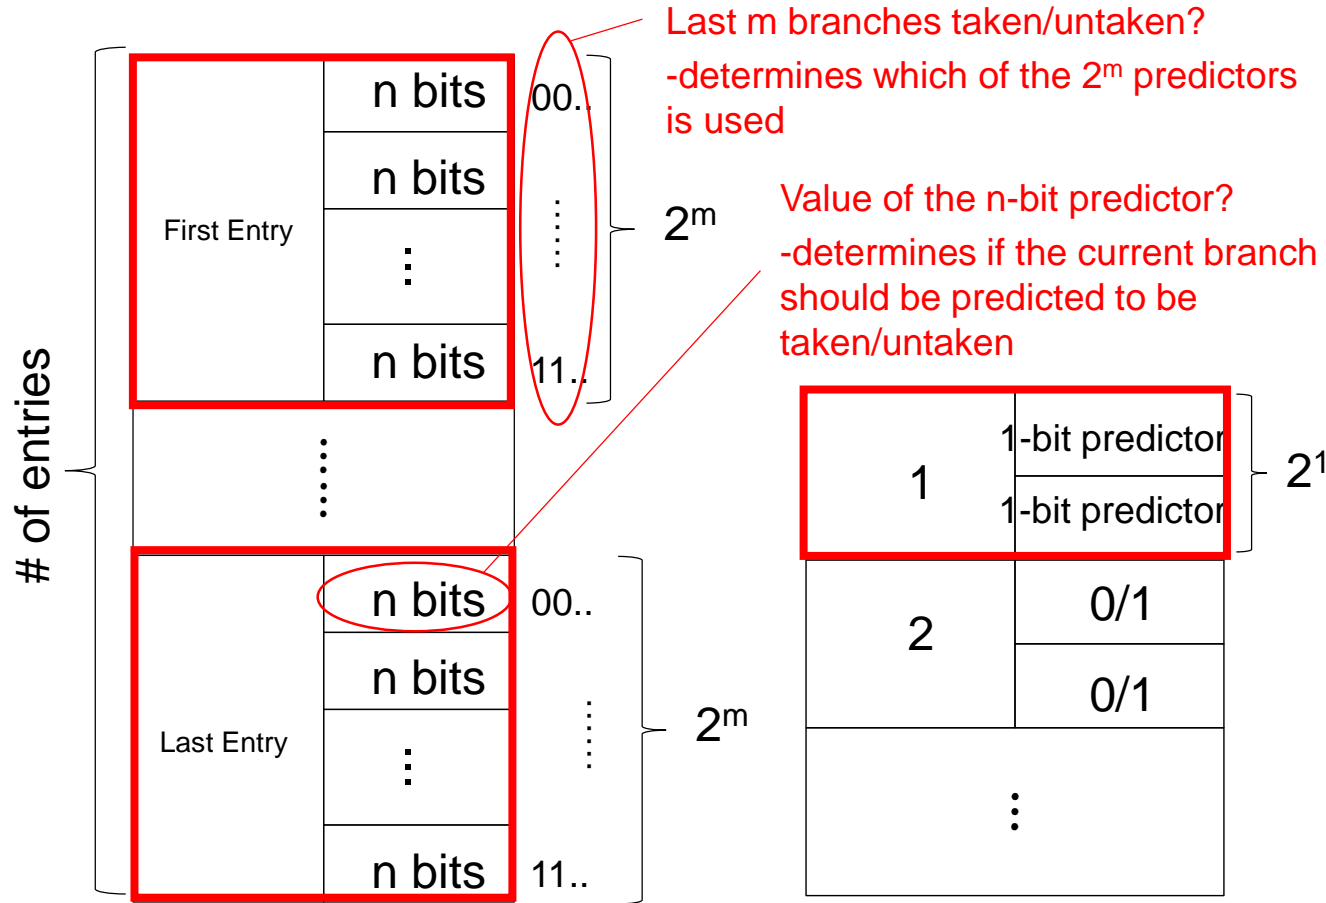 Last m branches taken/untaken?
-determines which of the 2ᵐ predictors
is used
# of entries
First Entry
n bits
00..
n bits
⋮
n bits
11..
2ᵐ
Value of the n-bit predictor?
-determines if the current branch
should be predicted to be
taken/untaken
Last Entry
n bits
00..
n bits
⋮
n bits
11..
2ᵐ
1
1-bit predictor
1-bit predictor
2¹
2
0/1
0/1
⋮